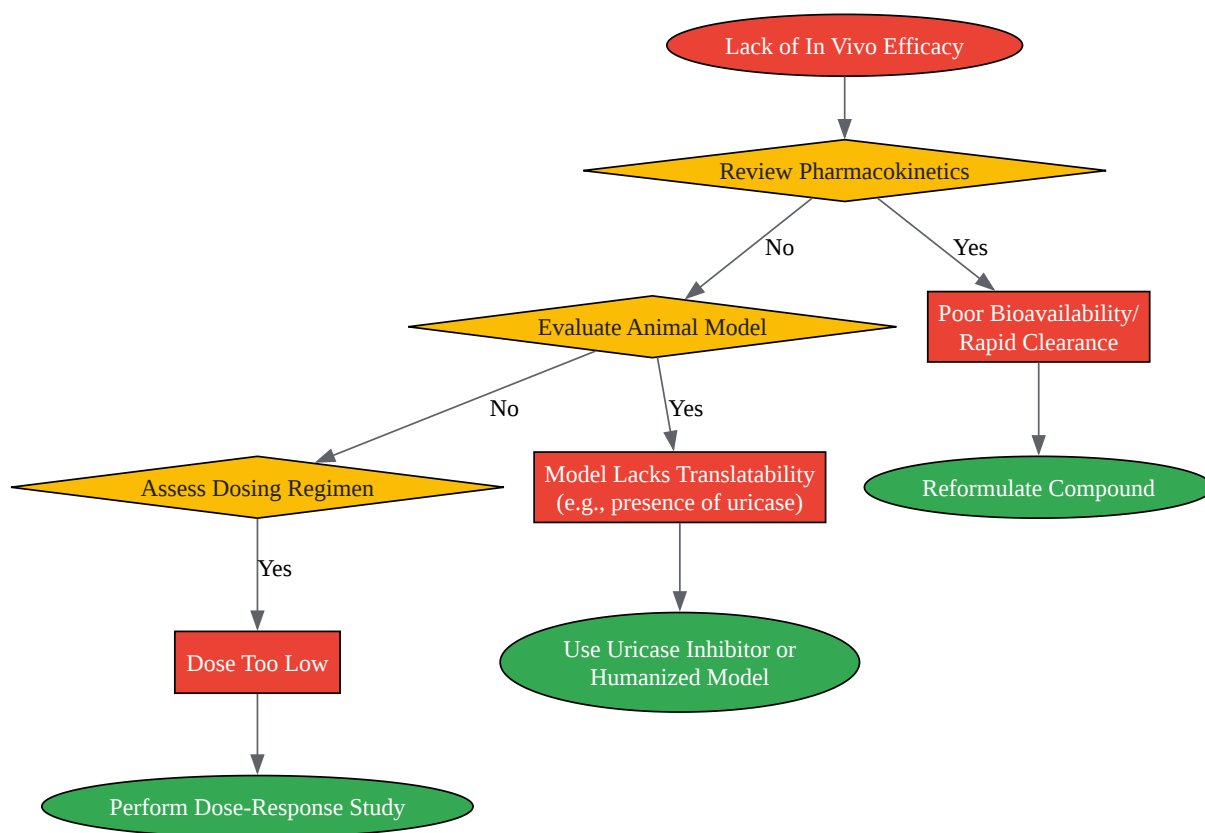 Lack of In Vivo Efficacy
Review Pharmacokinetics
No
Yes
Evaluate Animal Model
Poor Bioavailability/
Rapid Clearance
No
Yes
Assess Dosing Regimen
Model Lacks Translatability
(e.g., presence of uricase)
Reformulate Compound
Yes
Dose Too Low
Use Uricase Inhibitor or
Humanized Model
Perform Dose-Response Study